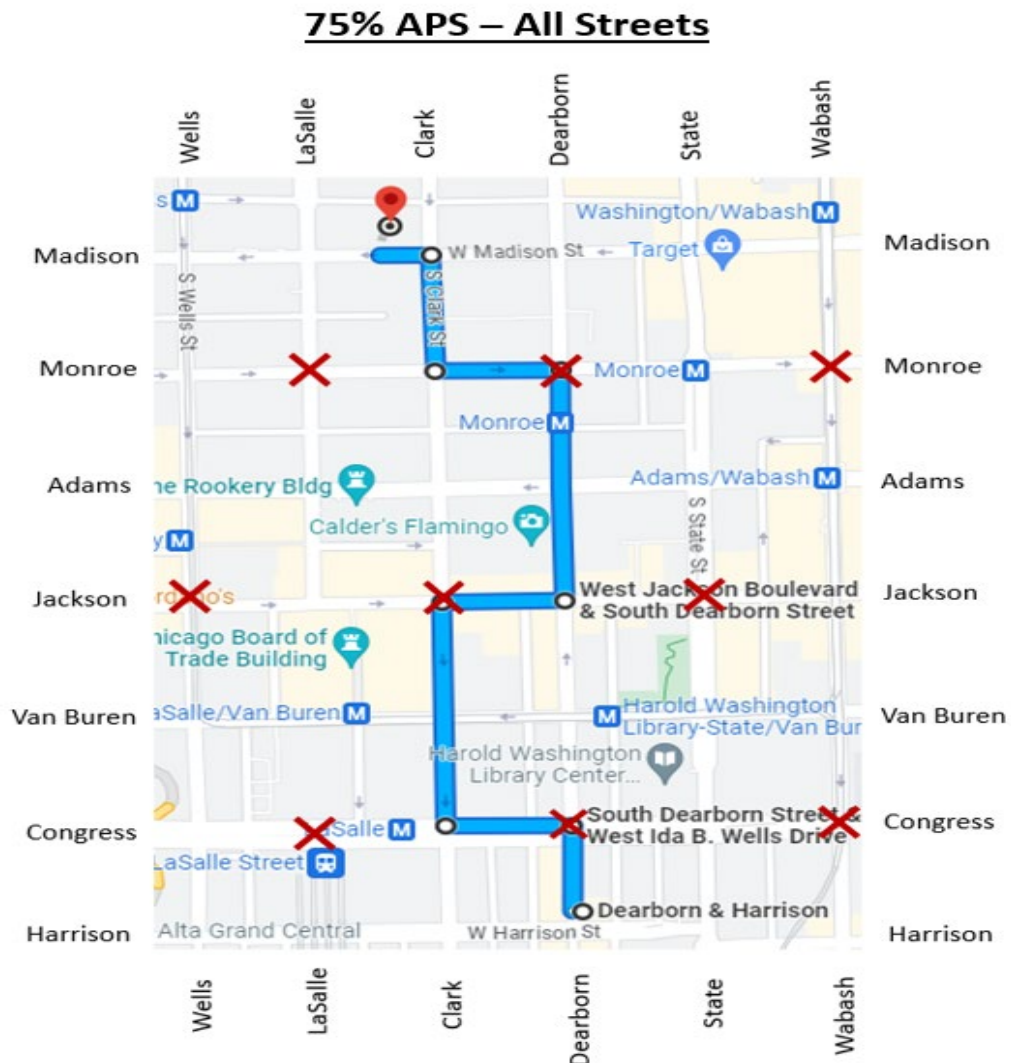 75% APS – All Streets
Wells
LaSalle
Clark
Dearborn
State
Wabash
s M
Washington/Wabash M
Madison
W Madison St
Target
Madison
S Wells St
S Clark St
Monroe
Monroe M
Monroe
Monroe M
Adams
ne Rookery Bldg
Adams/Wabash M
Adams
Calder's Flamingo
S State St
y M
Jackson
West Jackson Boulevard
& South Dearborn Street
Jackson
hicago Board of
Trade Building
Van Buren
aSalle/Van Buren M
M Harold Washington
Library-State/Van Bur
Van Buren
Harold Washington
Library Center...
Congress
aSalle M
South Dearborn Street &
West Ida B. Wells Drive
Congress
LaSalle Street
Dearborn & Harrison
Harrison
Alta Grand Central
W Harrison St
Harrison
Wells
LaSalle
Clark
Dearborn
State
Wabash